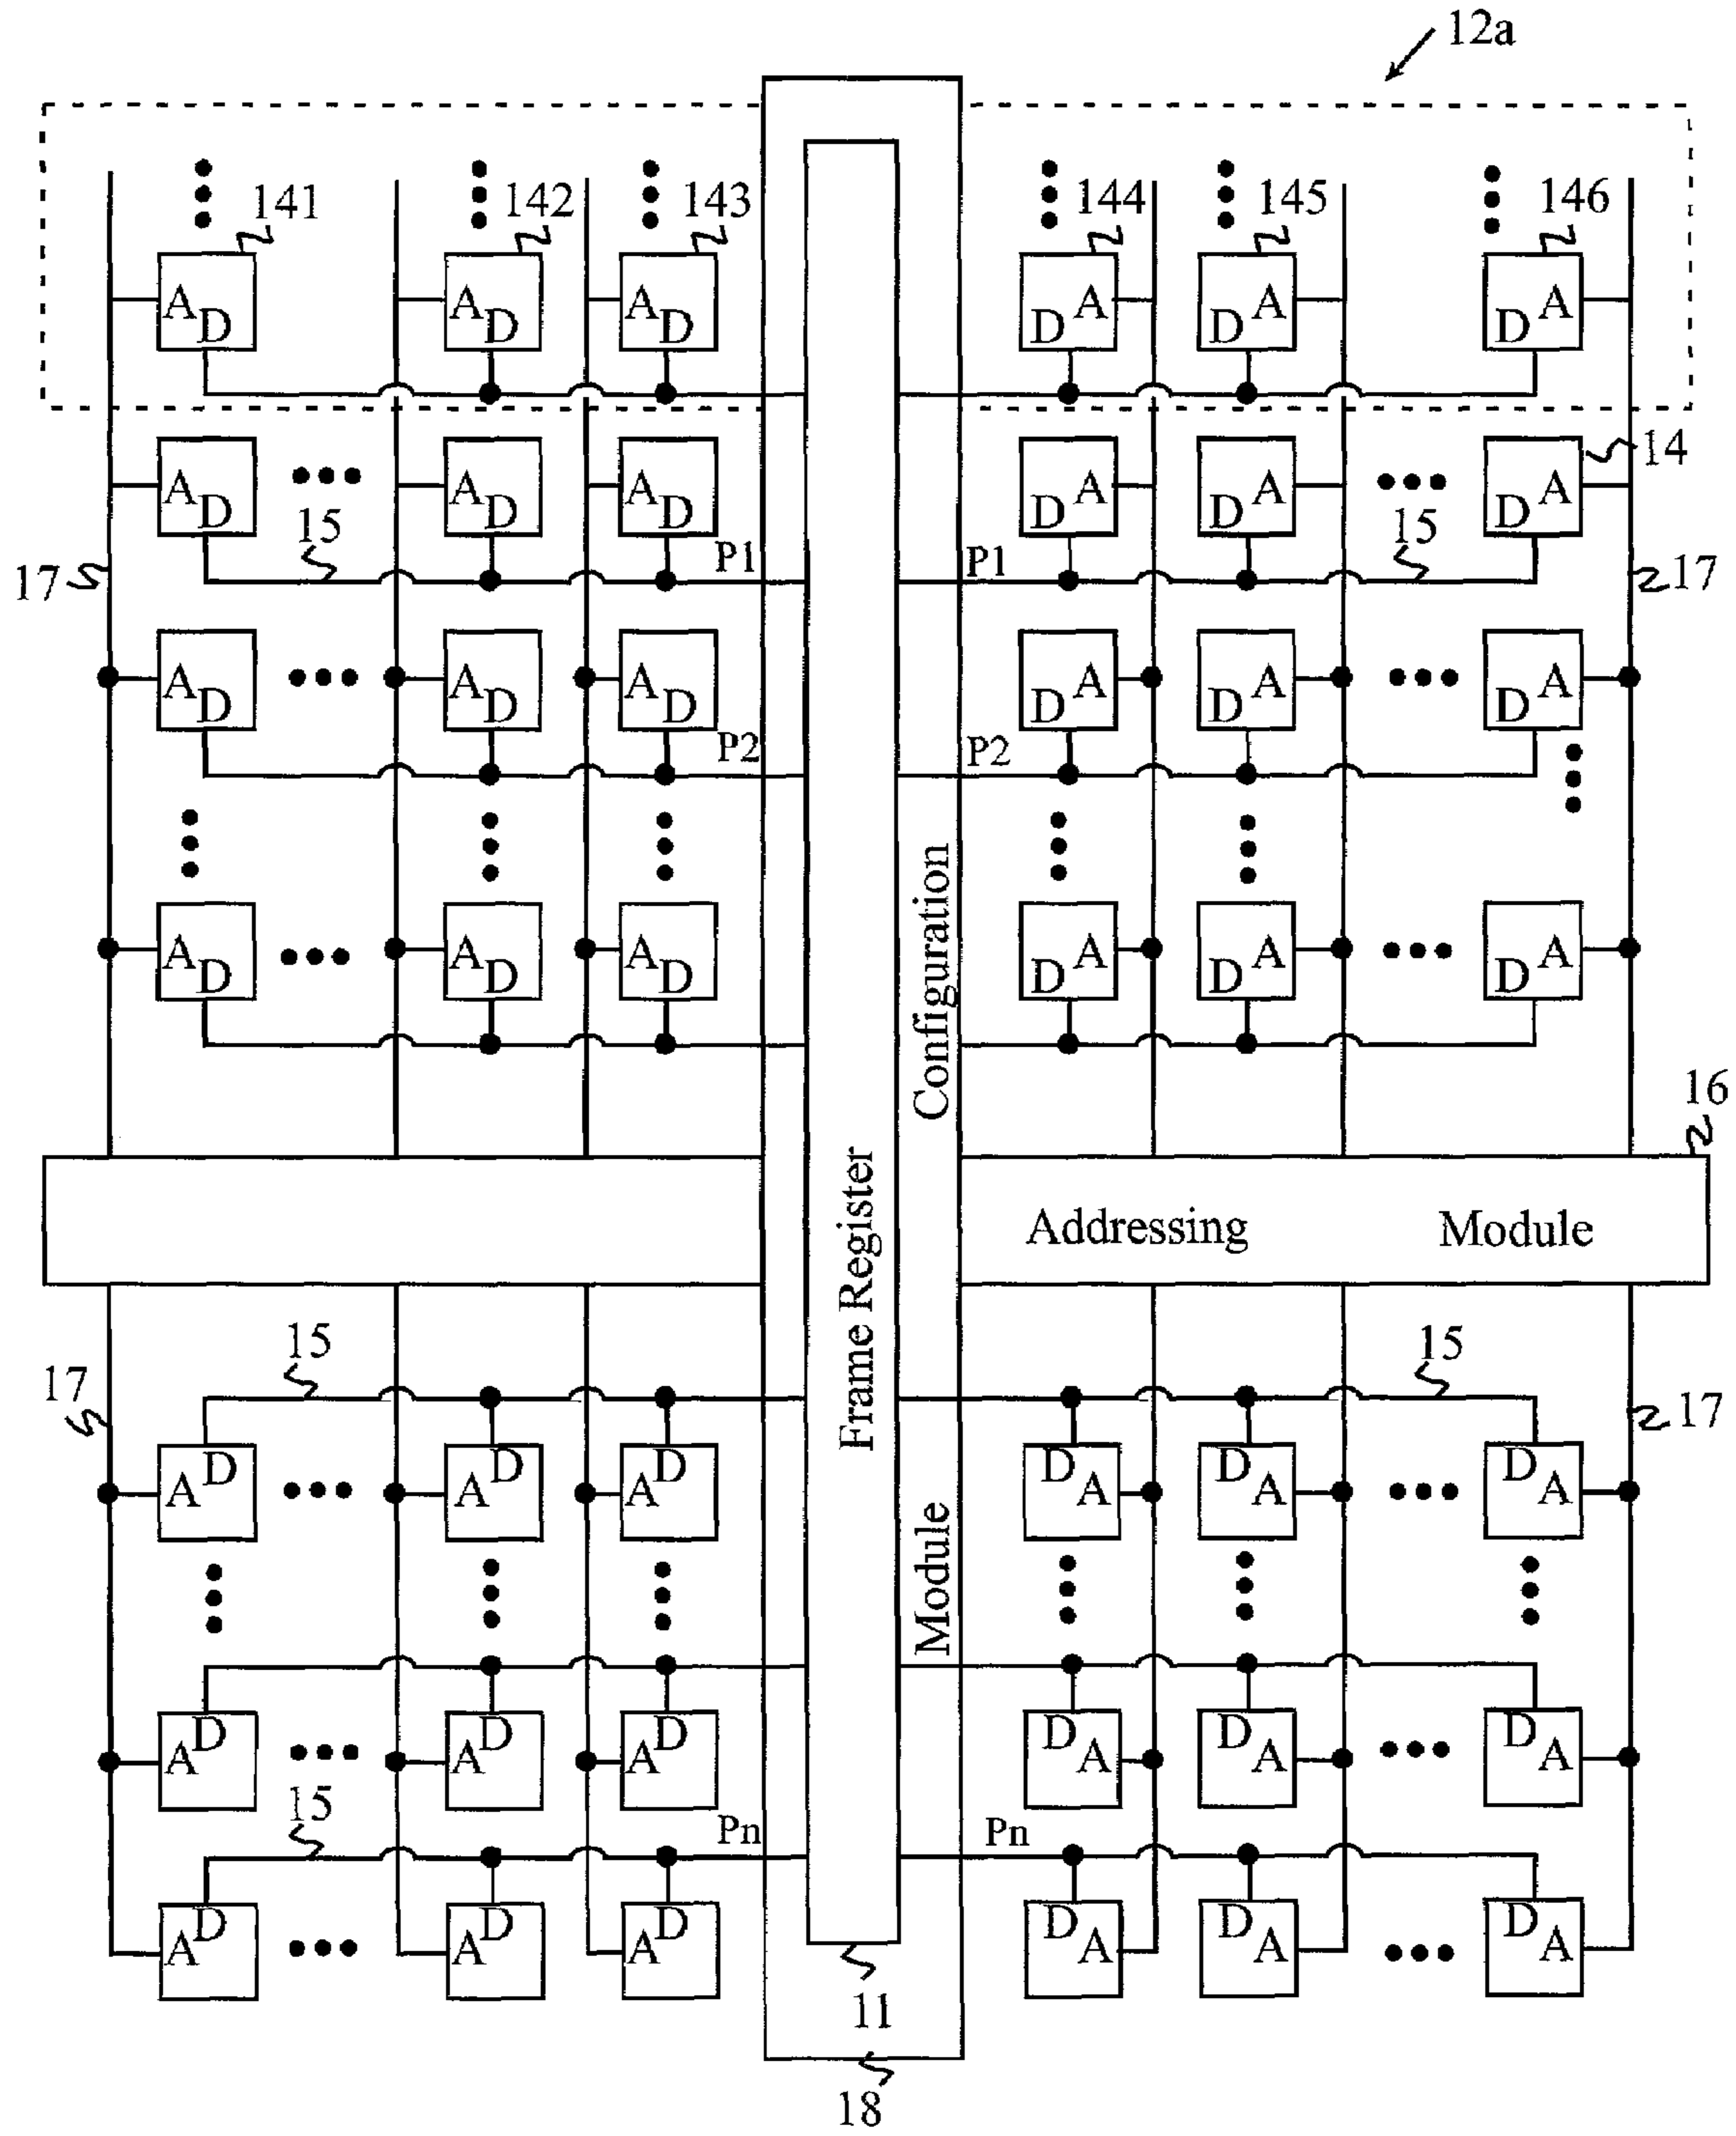 12a
141 142 143 144 145 146
A D A D A D D A D A D A
14
A D A D A D D A D A D A
15 15
P1 P1
17 17
A D A D A D D A D A D A
P2 P2
A D A D A D D A D A D A
Configuration
16
Frame Register
Addressing Module
15 15
17 17
A D A D A D D A D A D A
Module
A D A D A D D A D A D A
15
Pn Pn
A D A D A D D A D A D A
11
18